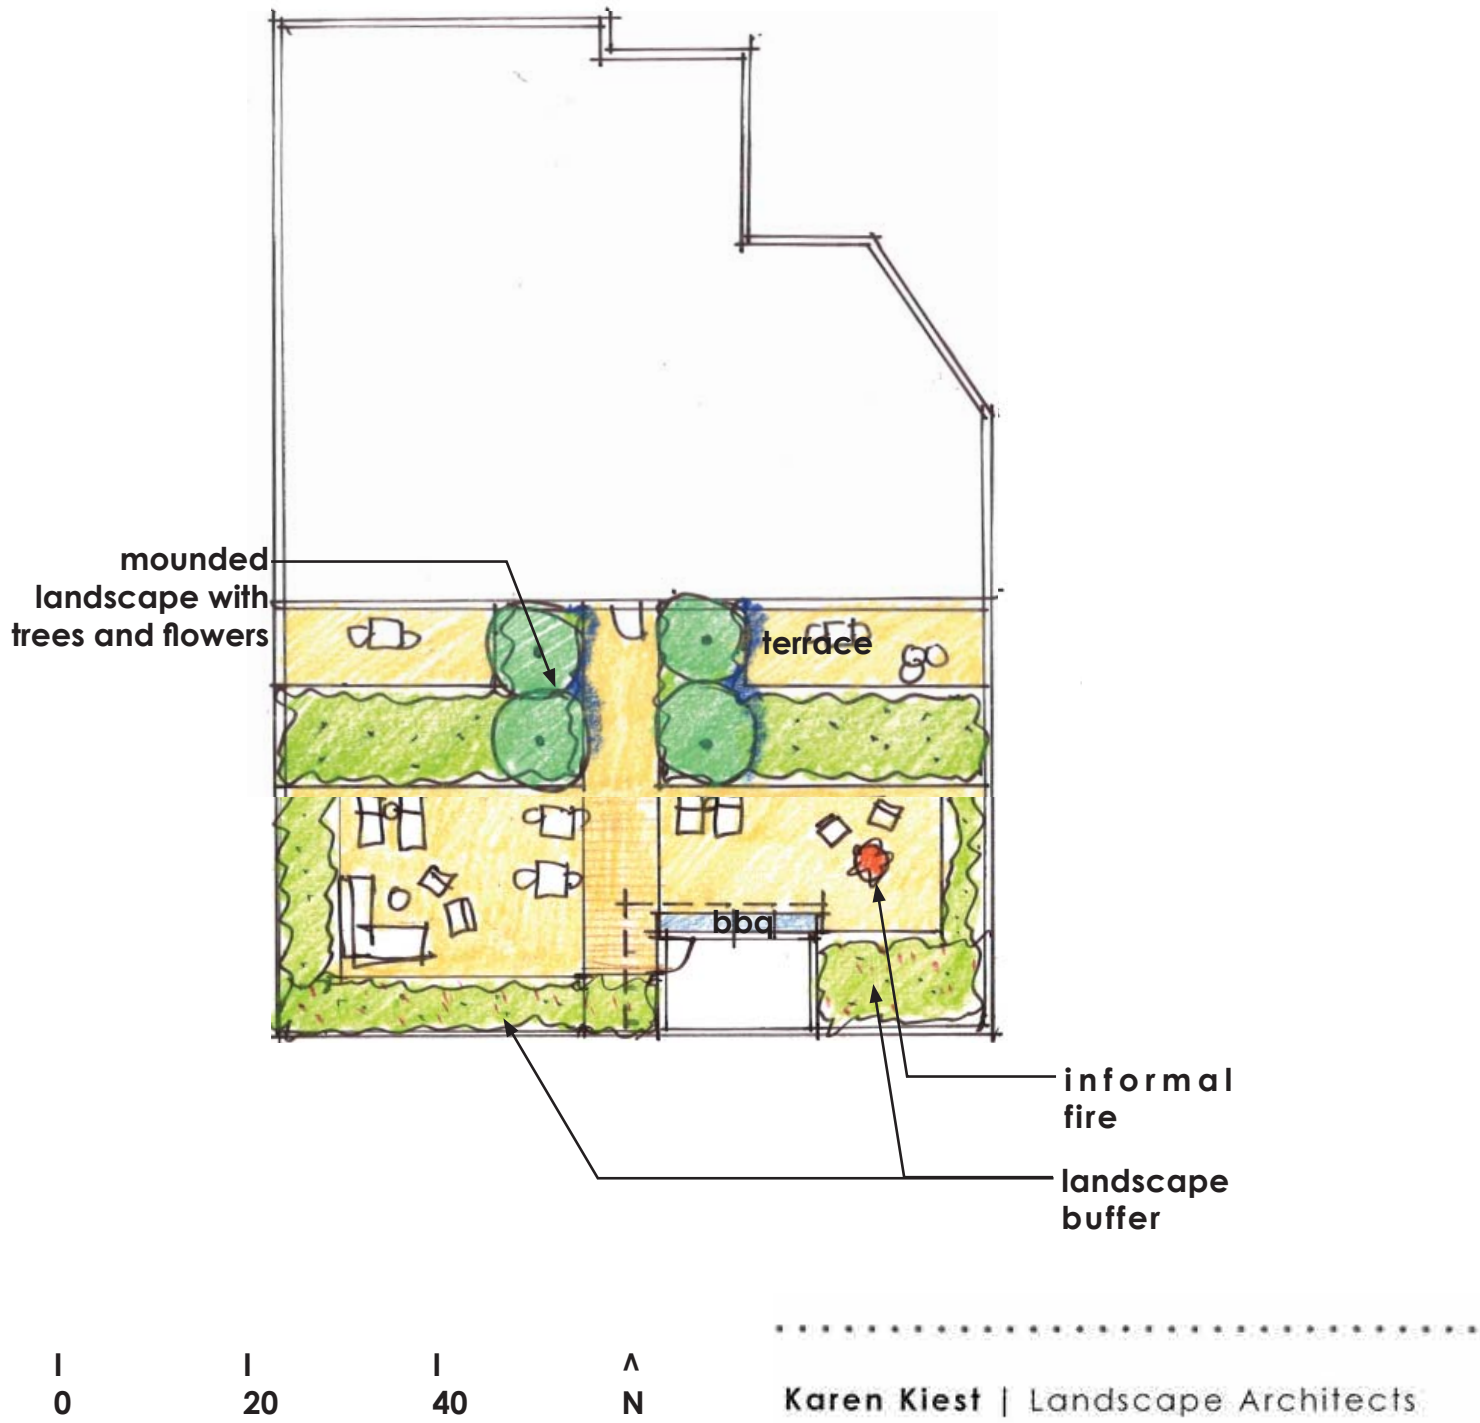 mounded
landscape with
trees and flowers
terrace
bbq
informal
fire
landscape
buffer
0 20 40 N
Karen Kiest | Landscape Architects